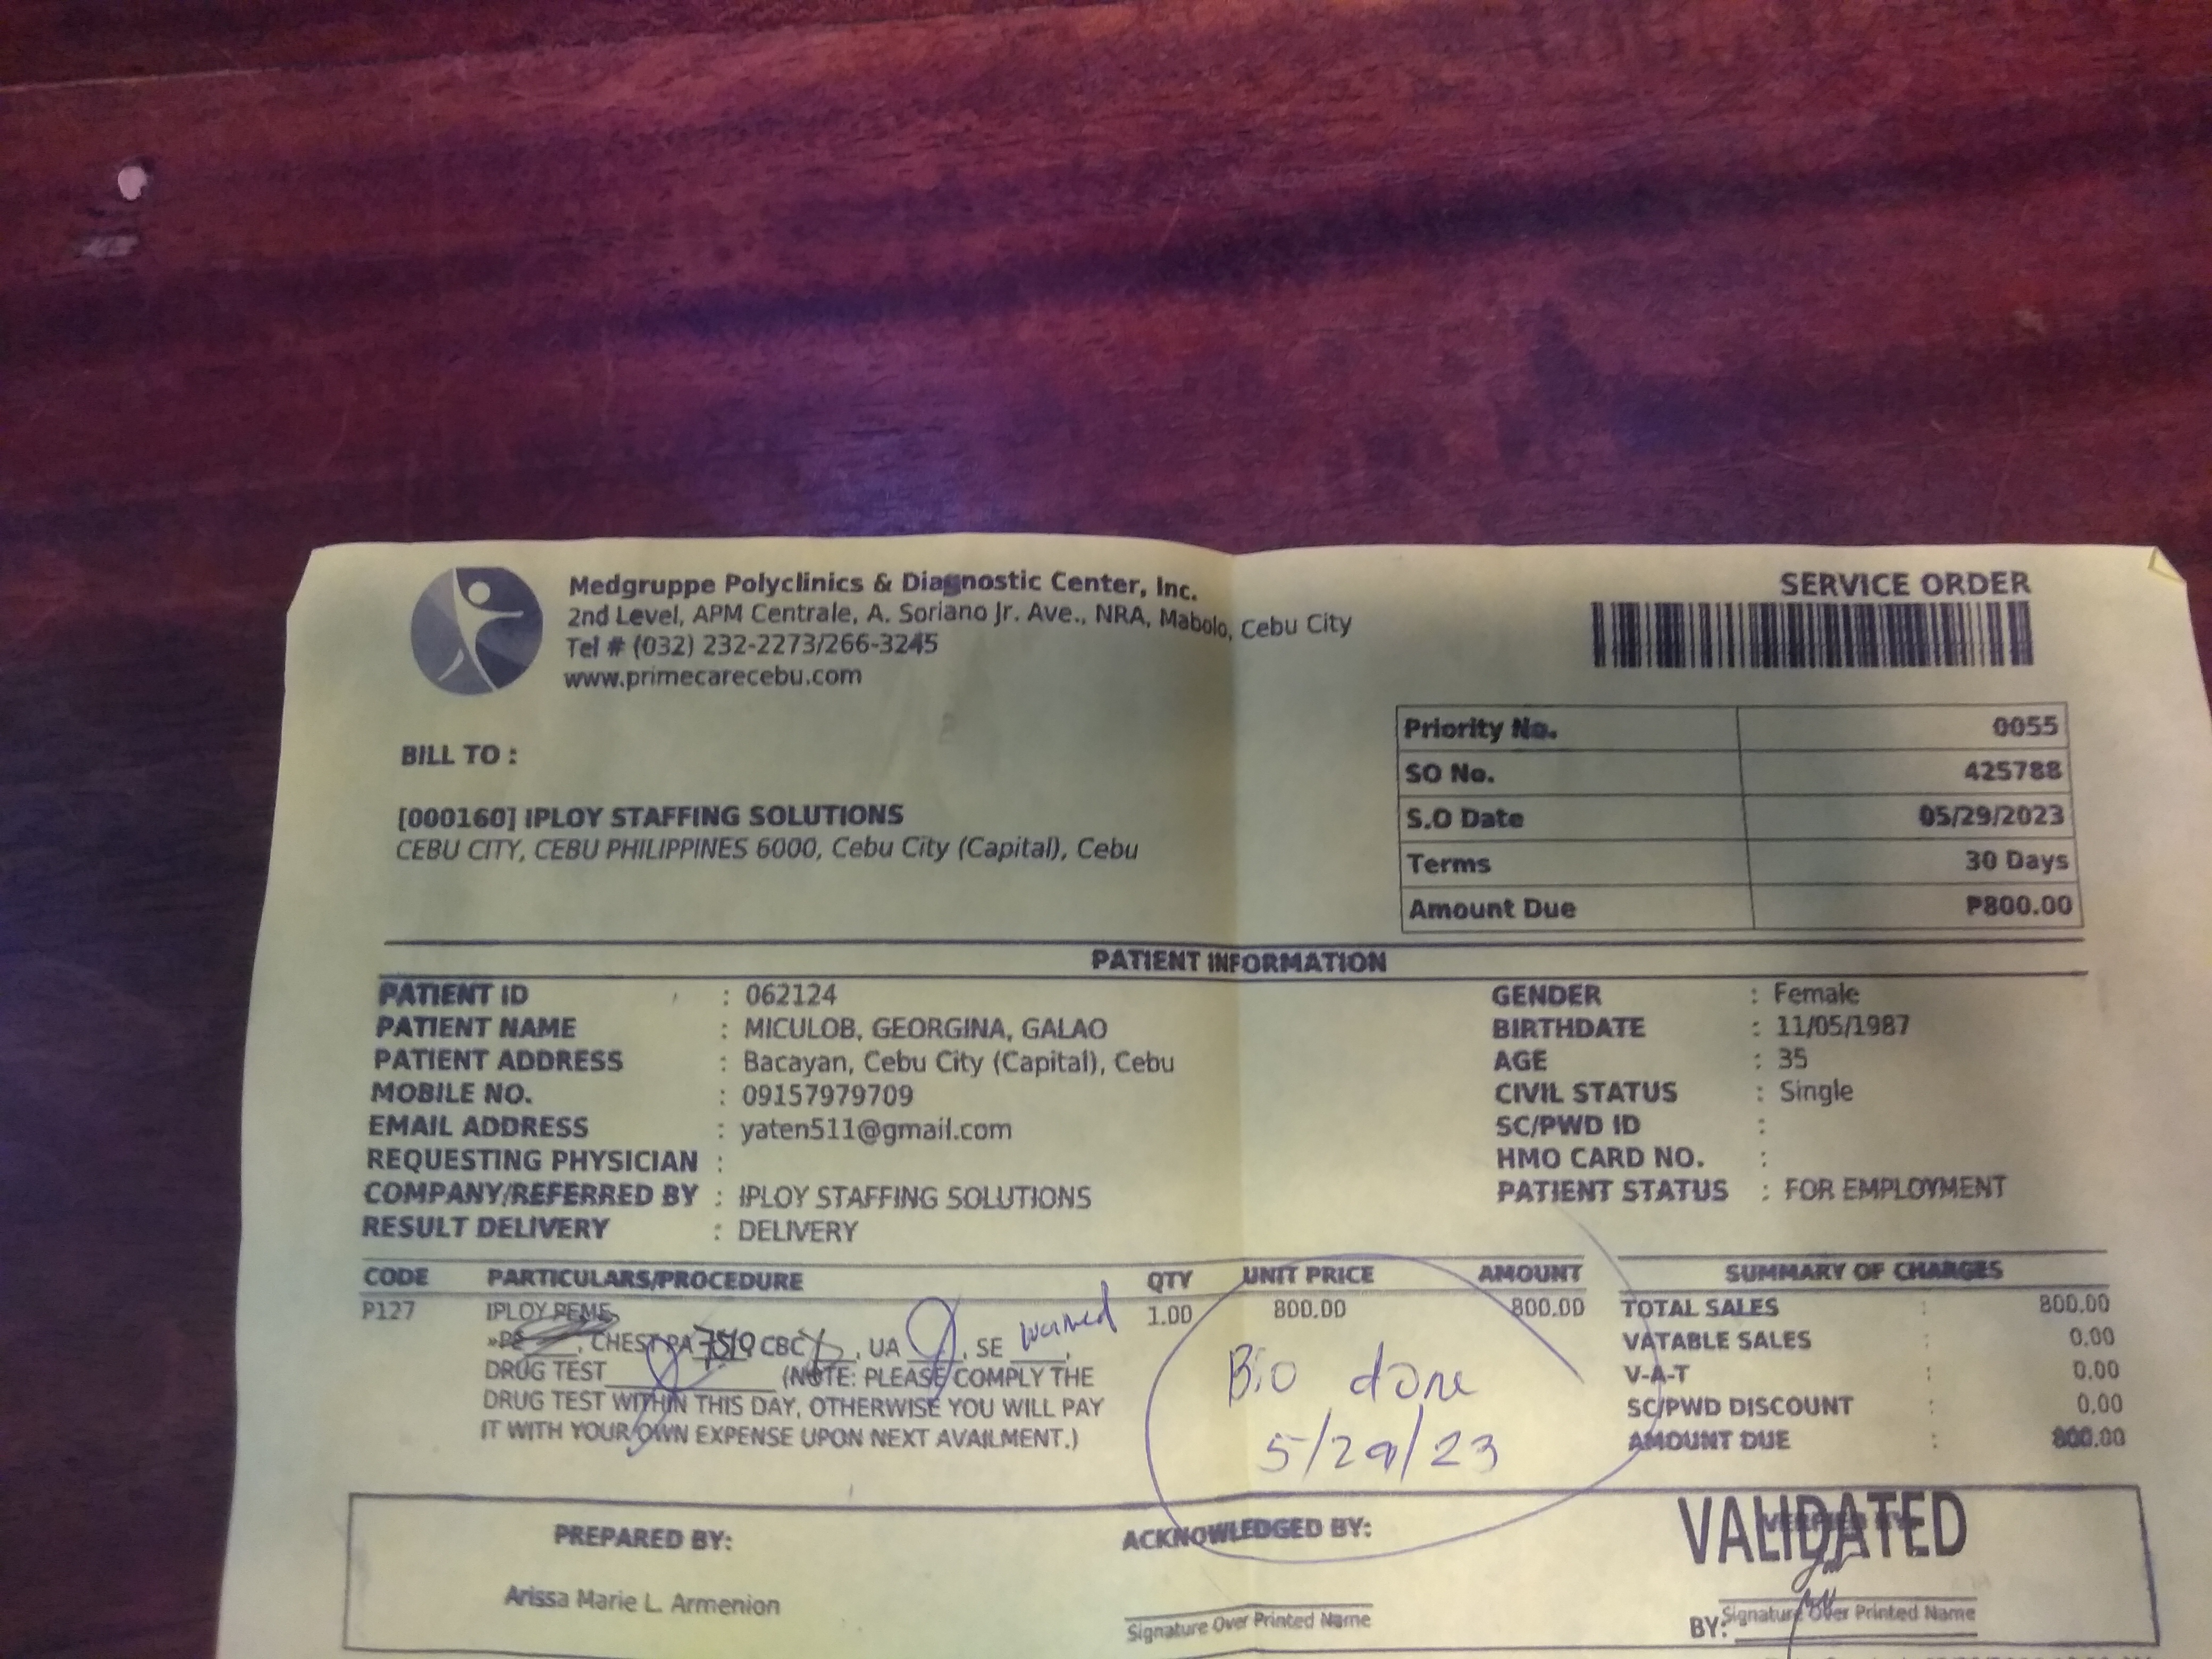 Medgruppe Polyclinics & Diagnostic Center, Inc.
2nd Level, APM Centrale, A. Soriano Jr. Ave., NRA, Mabolo, Cebu City
Tel # (032) 232-2273/266-3245
www.primecarecebu.com
SERVICE ORDER
Priority No. 0055
SO No. 425788
S.O Date 05/29/2023
Terms 30 Days
Amount Due ₱800.00
BILL TO :
[000160] IPLOY STAFFING SOLUTIONS
CEBU CITY, CEBU PHILIPPINES 6000, Cebu City (Capital), Cebu
PATIENT INFORMATION
PATIENT ID : 062124
PATIENT NAME : MICULOB, GEORGINA, GALAO
PATIENT ADDRESS : Bacayan, Cebu City (Capital), Cebu
MOBILE NO. : 09157979709
EMAIL ADDRESS : yaten511@gmail.com
REQUESTING PHYSICIAN :
COMPANY/REFERRED BY : IPLOY STAFFING SOLUTIONS
RESULT DELIVERY : DELIVERY
GENDER : Female
BIRTHDATE : 11/05/1987
AGE : 35
CIVIL STATUS : Single
SC/PWD ID :
HMO CARD NO. :
PATIENT STATUS : FOR EMPLOYMENT
CODE PARTICULARS/PROCEDURE QTY UNIT PRICE AMOUNT
P127 IPLOY PEME 1.00 800.00 800.00
, CHEST PA CBC , UA , SE
DRUG TEST (NOTE: PLEASE COMPLY THE
DRUG TEST WITHIN THIS DAY, OTHERWISE YOU WILL PAY
IT WITH YOUR OWN EXPENSE UPON NEXT AVAILMENT.)
Bio done
5/29/23
SUMMARY OF CHARGES
TOTAL SALES : 800.00
VATABLE SALES : 0.00
V-A-T : 0.00
SC/PWD DISCOUNT : 0.00
AMOUNT DUE : 800.00
PREPARED BY:
Arissa Marie L. Armenion
ACKNOWLEDGED BY:
Signature Over Printed Name
VALIDATED
Signature Over Printed Name
BY: